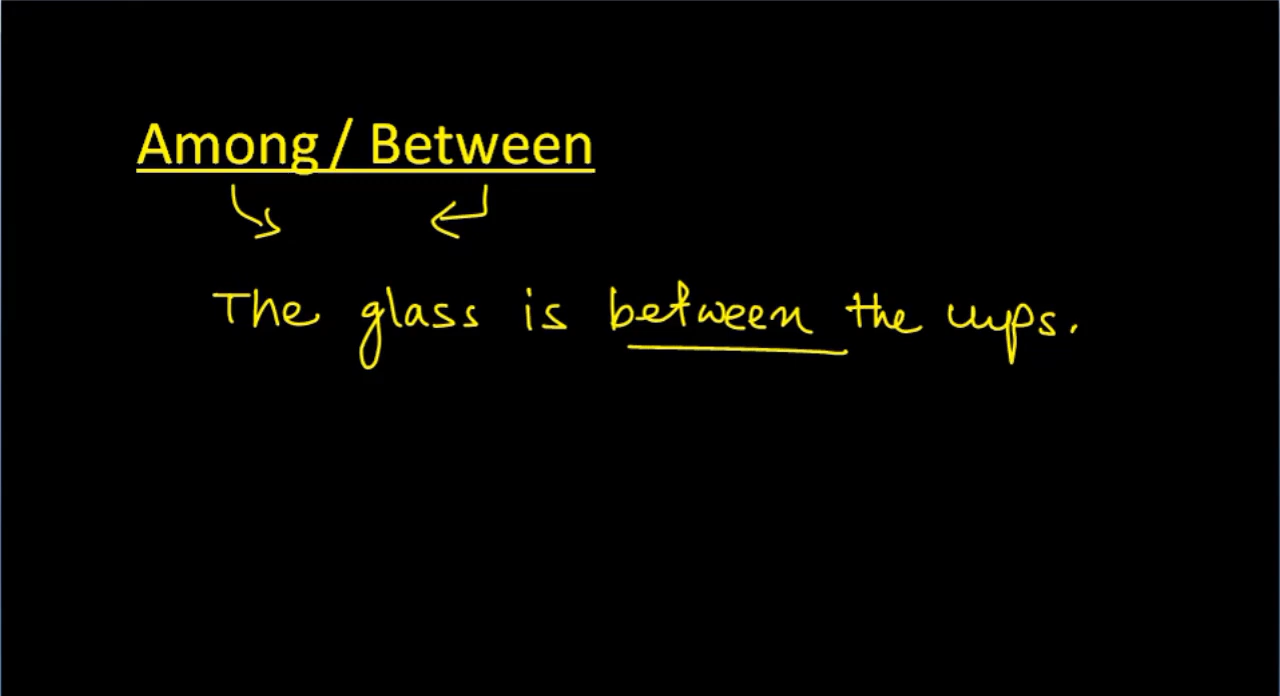 Among / Between
The glass is between the cups.